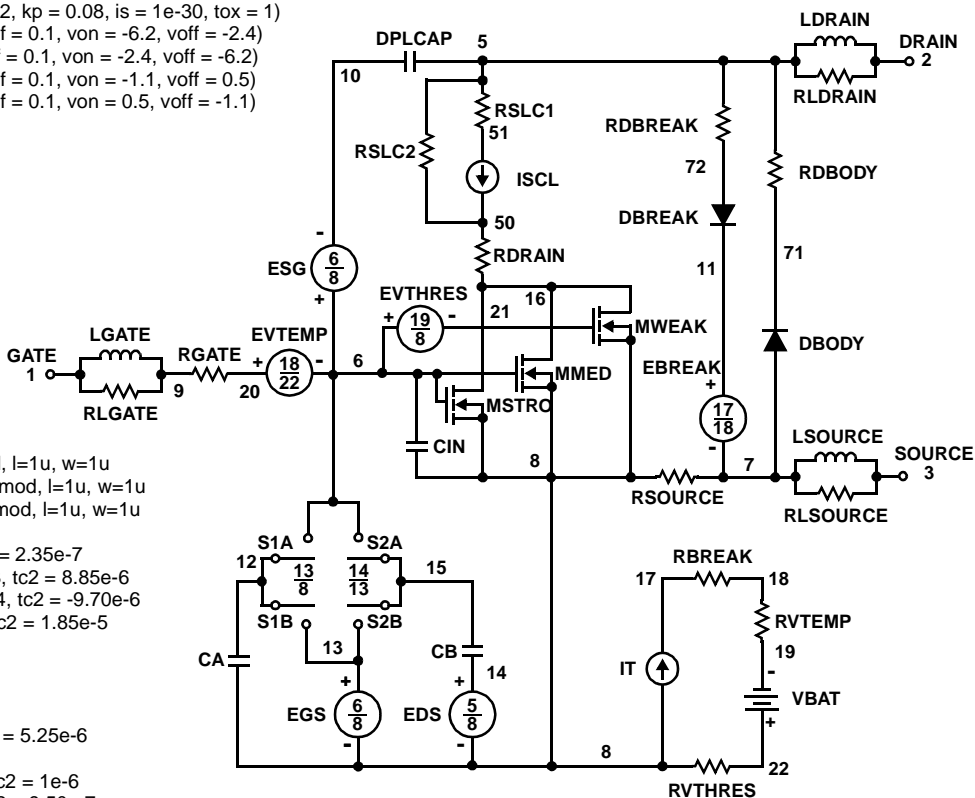 2, kp = 0.08, is = 1e-30, tox = 1)
f = 0.1, von = -6.2, voff = -2.4)
= 0.1, von = -2.4, voff = -6.2)
f = 0.1, von = -1.1, voff = 0.5)
f = 0.1, von = 0.5, voff = -1.1)
DPLCAP
5
10
LDRAIN
DRAIN
2
RLDRAIN
RSLC1
51
RSLC2
ISCL
50
RDBREAK
72
RDBODY
DBREAK
71
11
RDRAIN
-
ESG
6
8
+
EVTHRES
+
19
8
-
16
21
MWEAK
LGATE
EVTEMP
GATE
1
RGATE
+
18
22
-
6
9
20
RLGATE
MMED
MSTRO
EBREAK
+
17
18
-
DBODY
CIN
8
7
LSOURCE
SOURCE
3
RSOURCE
RLSOURCE
, l=1u, w=1u
mod, l=1u, w=1u
mod, l=1u, w=1u
= 2.35e-7
, tc2 = 8.85e-6
4, tc2 = -9.70e-6
c2 = 1.85e-5
S1A
S2A
12
13
8
14
13
15
S1B
S2B
13
CA
CB
14
+
EGS
6
8
-
+
EDS
5
8
-
RBREAK
17
18
RVTEMP
19
-
IT
VBAT
+
8
22
RVTHRES
= 5.25e-6
c2 = 1e-6